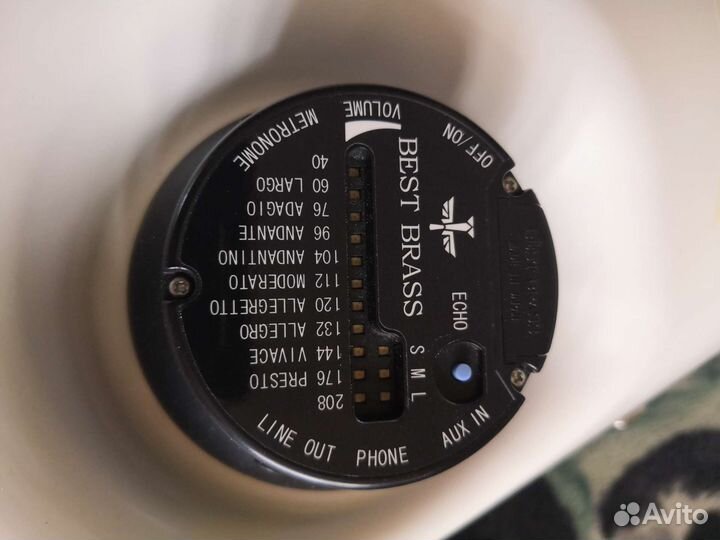 METRONOME
VOLUME
OFF/ON
40
60 LARGO
76 ADAGIO
96 ANDANTE
104 ANDANTINO
112 MODERATO
120 ALLEGRETTO
132 ALLEGRO
144 VIVACE
176 PRESTO
208
BEST BRASS
ECHO
S M L
LINE OUT
PHONE
AUX IN
Avito